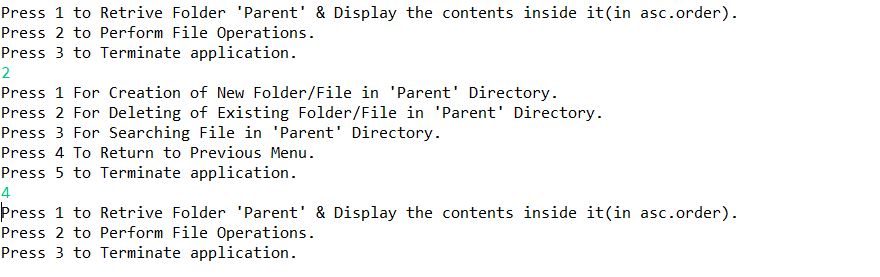 Press 1 to Retrive Folder 'Parent' & Display the contents inside it(in asc.order).
Press 2 to Perform File Operations.
Press 3 to Terminate application.
2
Press 1 For Creation of New Folder/File in 'Parent' Directory.
Press 2 For Deleting of Existing Folder/File in 'Parent' Directory.
Press 3 For Searching File in 'Parent' Directory.
Press 4 To Return to Previous Menu.
Press 5 to Terminate application.
4
Press 1 to Retrive Folder 'Parent' & Display the contents inside it(in asc.order).
Press 2 to Perform File Operations.
Press 3 to Terminate application.